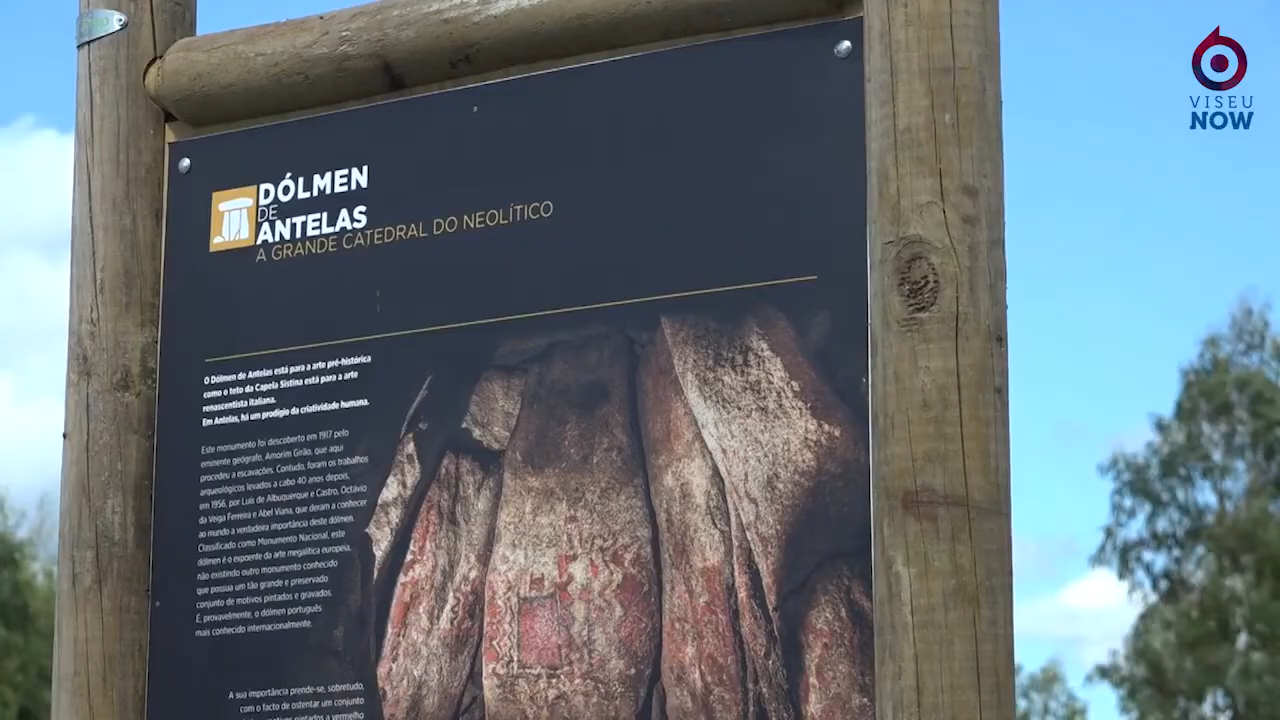 VISEU
NOW
DÓLMEN
DE
ANTELAS
A GRANDE CATEDRAL DO NEOLÍTICO
O Dólmen de Antelas está para a arte pré-histórica
como o teto da Capela Sistina está para a arte
renascentista italiana.
Em Antelas, há um prodígio da criatividade humana.
Este monumento foi descoberto em 1917 pelo
eminente geógrafo, Amorim Girão, que aqui
procedeu a escavações. Contudo, foram os trabalhos
arqueológicos levados a cabo 40 anos depois,
em 1956, por Luís de Albuquerque e Castro, Octávio
da Veiga Ferreira e Abel Viana, que deram a conhecer
ao mundo a verdadeira importância deste dólmen.
Classificado como Monumento Nacional, este
dólmen é o expoente da arte megalítica europeia,
não existindo outro monumento conhecido
que possua um tão grande e preservado
conjunto de motivos pintados e gravados.
É, provavelmente, o dólmen português
mais conhecido internacionalmente.
A sua importância prende-se, sobretudo,
com o facto de ostentar um conjunto
motivos pintados a vermelho